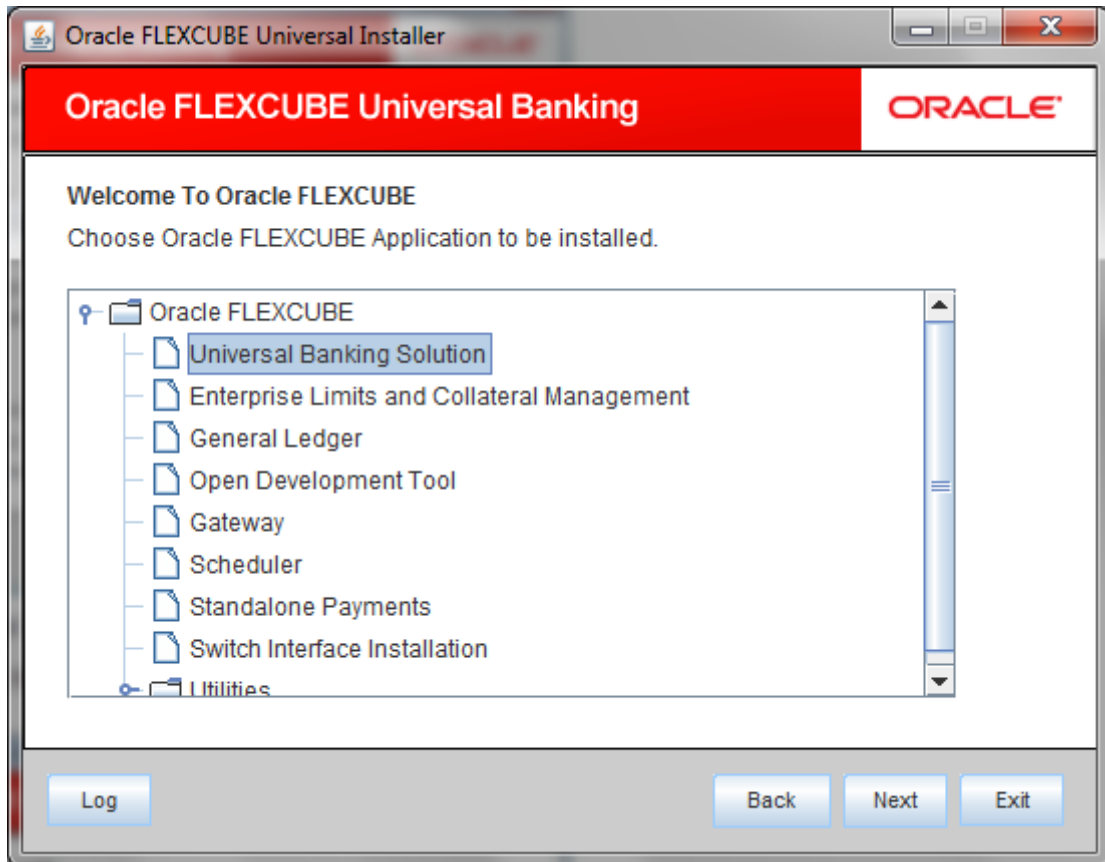 Oracle FLEXCUBE Universal Installer
Oracle FLEXCUBE Universal Banking
ORACLE
Welcome To Oracle FLEXCUBE
Choose Oracle FLEXCUBE Application to be installed.
Oracle FLEXCUBE
Universal Banking Solution
Enterprise Limits and Collateral Management
General Ledger
Open Development Tool
Gateway
Scheduler
Standalone Payments
Switch Interface Installation
Utilities
Log
Back
Next
Exit